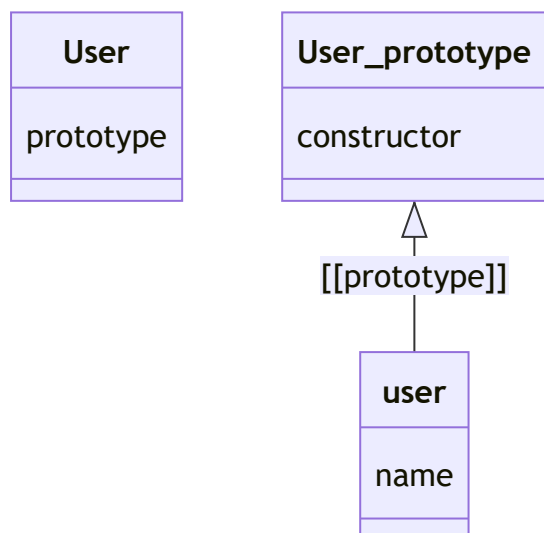 User
prototype
User_prototype
constructor
[[prototype]]
user
name